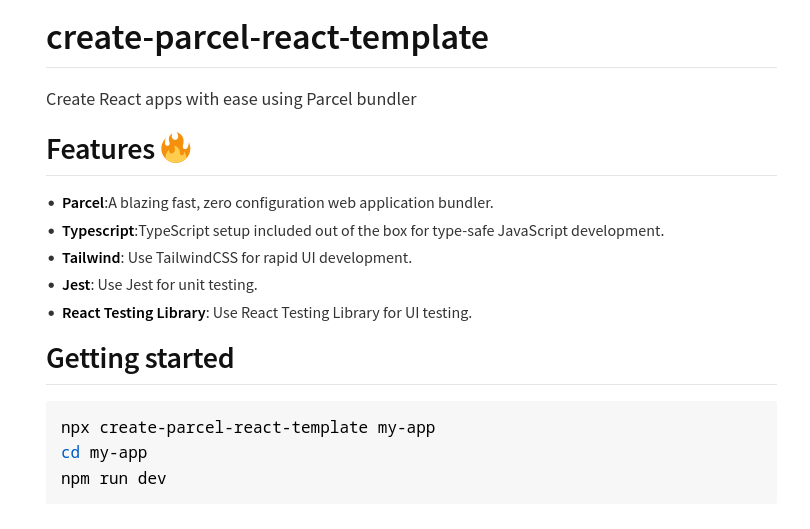 create-parcel-react-template
Create React apps with ease using Parcel bundler
Features 🔥
• Parcel:A blazing fast, zero configuration web application bundler.
• Typescript:TypeScript setup included out of the box for type-safe JavaScript development.
• Tailwind: Use TailwindCSS for rapid UI development.
• Jest: Use Jest for unit testing.
• React Testing Library: Use React Testing Library for UI testing.
Getting started
npx create-parcel-react-template my-app
cd my-app
npm run dev